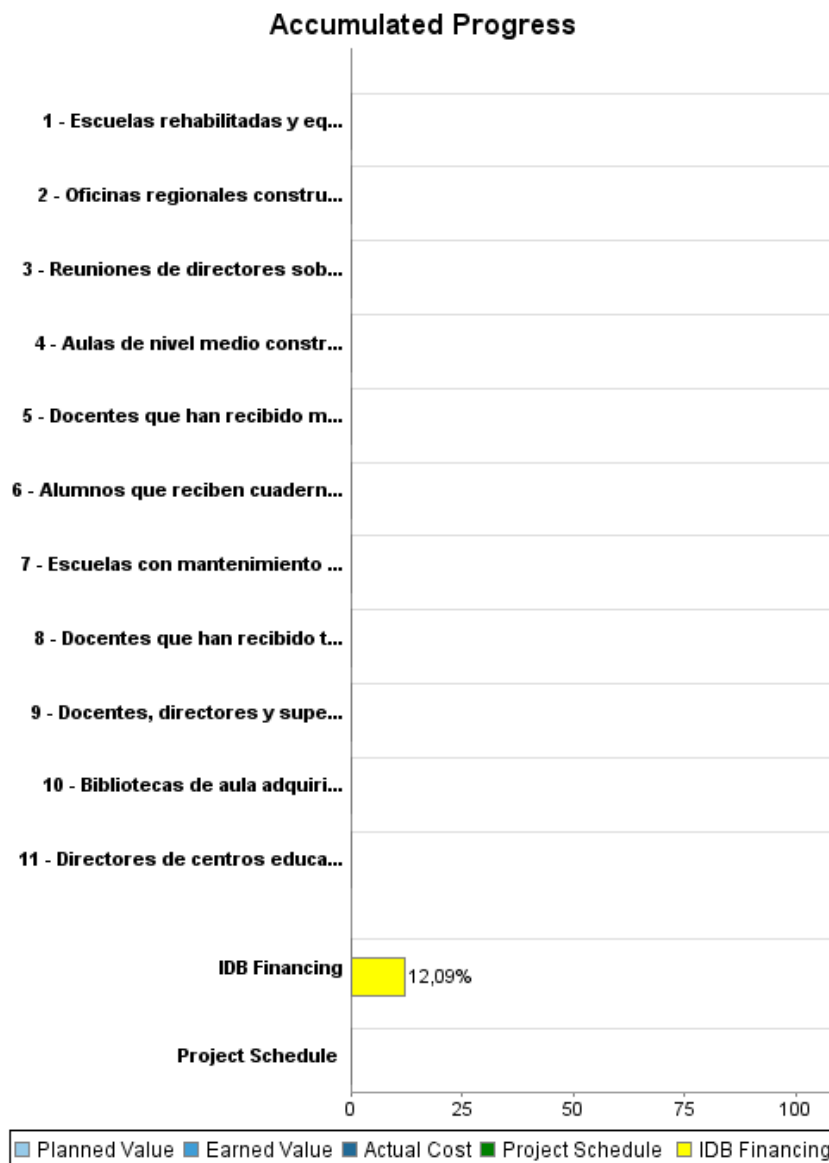 Accumulated Progress
1 - Escuelas rehabilitadas y eq...
2 - Oficinas regionales constru...
3 - Reuniones de directores sob...
4 - Aulas de nivel medio constr...
5 - Docentes que han recibido m...
6 - Alumnos que reciben cuadern...
7 - Escuelas con mantenimiento ...
8 - Docentes que han recibido t...
9 - Docentes, directores y supe...
10 - Bibliotecas de aula adquiri...
11 - Directores de centros educa...
IDB Financing 12,09%
Project Schedule
0 25 50 75 100
Planned Value Earned Value Actual Cost Project Schedule IDB Financing